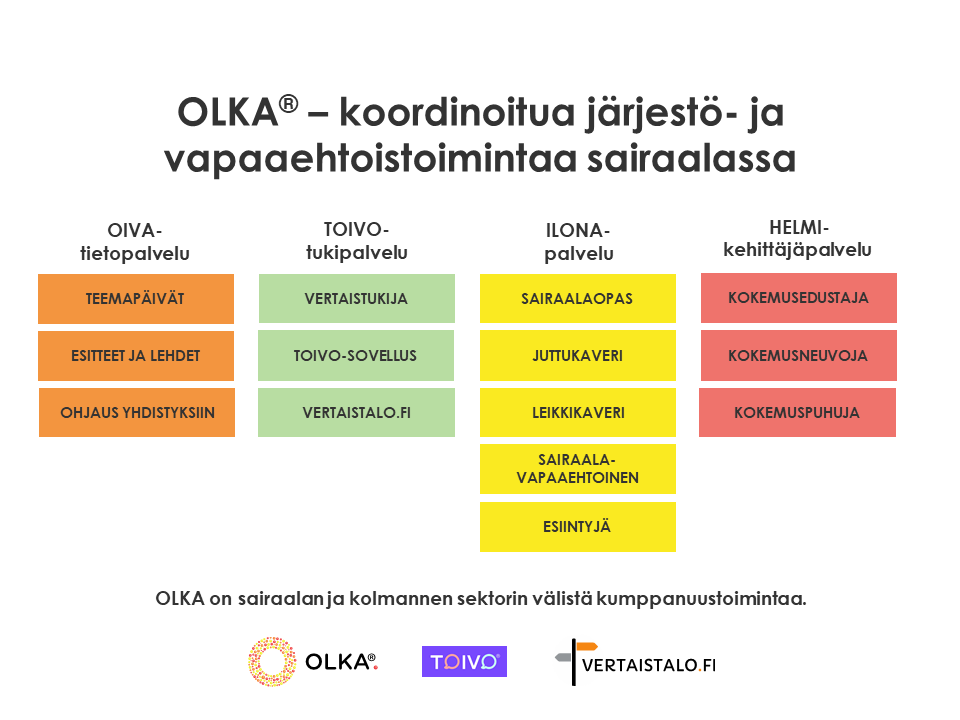 OLKA® – koordinoitua järjestö- ja
vapaaehtoistoimintaa sairaalassa
OIVA-
tietopalvelu
TEEMAPÄIVÄT
ESITTEET JA LEHDET
OHJAUS YHDISTYKSIIN
TOIVO-
tukipalvelu
VERTAISTUKIJA
TOIVO-SOVELLUS
VERTAISTALO.FI
ILONA-
palvelu
SAIRAALAOPAS
JUTTUKAVERI
LEIKKIKAVERI
SAIRAALA-
VAPAAEHTOINEN
ESIINTYJÄ
HELMI-
kehittäjäpalvelu
KOKEMUSEDUSTAJA
KOKEMUSNEUVOJA
KOKEMUSPUHUJA
OLKA on sairaalan ja kolmannen sektorin välistä kumppanuustoimintaa.
OLKA®.
TOIVO®
VERTAISTALO.FI